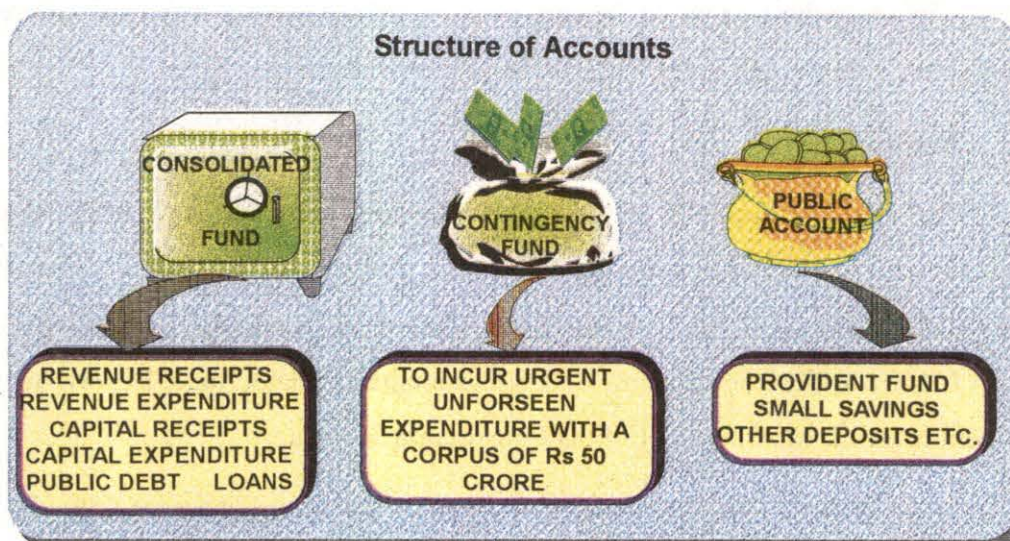 Structure of Accounts
CONSOLIDATED
FUND
CONTINGENCY
FUND
PUBLIC
ACCOUNT
REVENUE RECEIPTS
REVENUE EXPENDITURE
CAPITAL RECEIPTS
CAPITAL EXPENDITURE
PUBLIC DEBT LOANS
TO INCUR URGENT
UNFORSEEN
EXPENDITURE WITH A
CORPUS OF Rs 50
CRORE
PROVIDENT FUND
SMALL SAVINGS
OTHER DEPOSITS ETC.